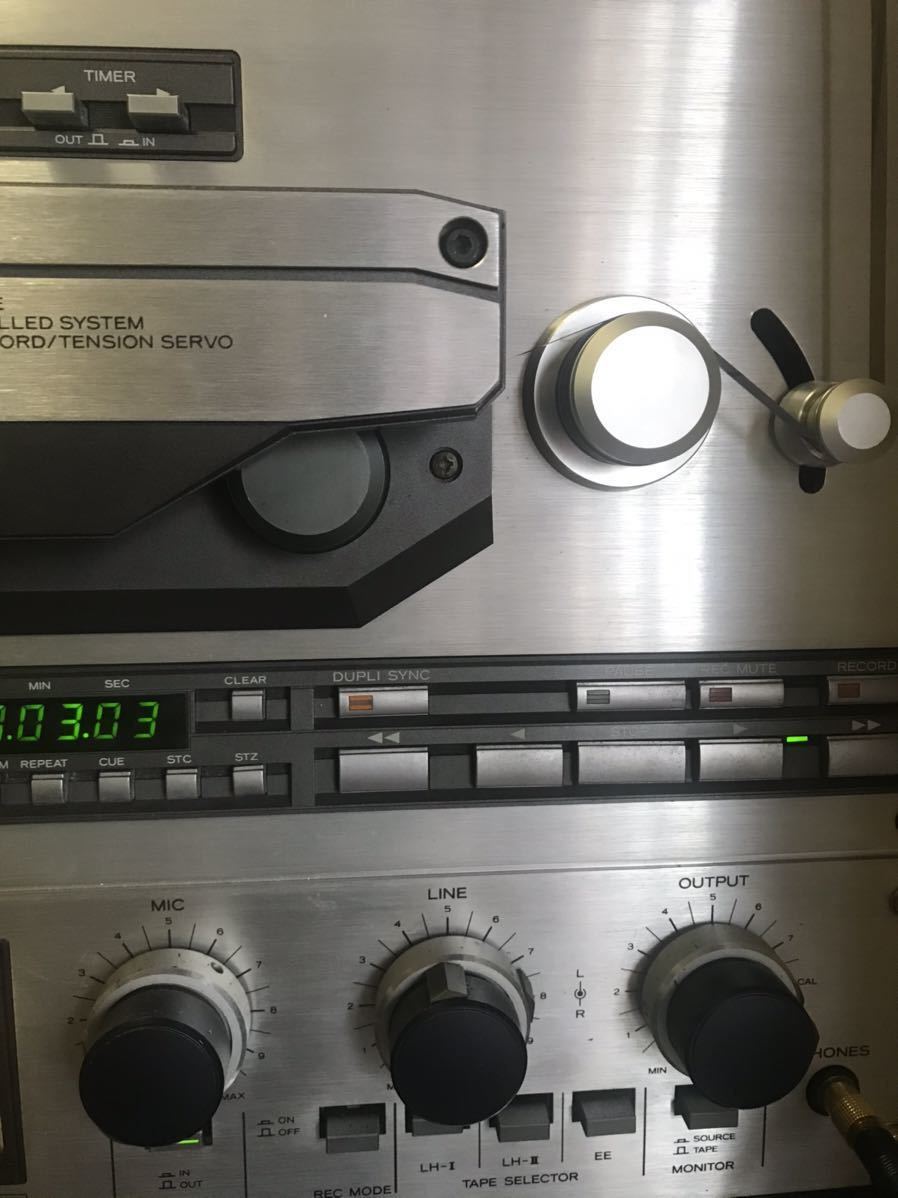 TIMER
OUT IN
LLED SYSTEM
ORD/TENSION SERVO
MIN SEC CLEAR DUPLI SYNC PAUSE REC MUTE RECORD
03.03
REPEAT CUE STC STZ
MIC LINE OUTPUT
2 3 4 5 6 7 8 9 MAX
1 2 3 4 5 6 7 8 9
MIN 1 2 3 4 5 6 CAL
L
R
ON
OFF
IN
OUT
REC MODE
LH-I LH-II EE
TAPE SELECTOR
SOURCE
TAPE
MONITOR
HONES